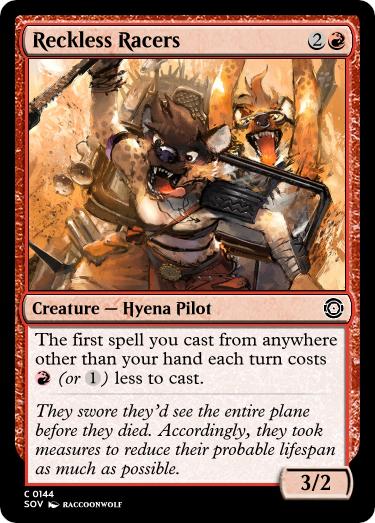 Reckless Racers 2
Creature — Hyena Pilot
The first spell you cast from anywhere
other than your hand each turn costs
(or 1) less to cast.
They swore they'd see the entire plane
before they died. Accordingly, they took
measures to reduce their probable lifespan
as much as possible.
3/2
C 0144
SOV RACCOONWOLF